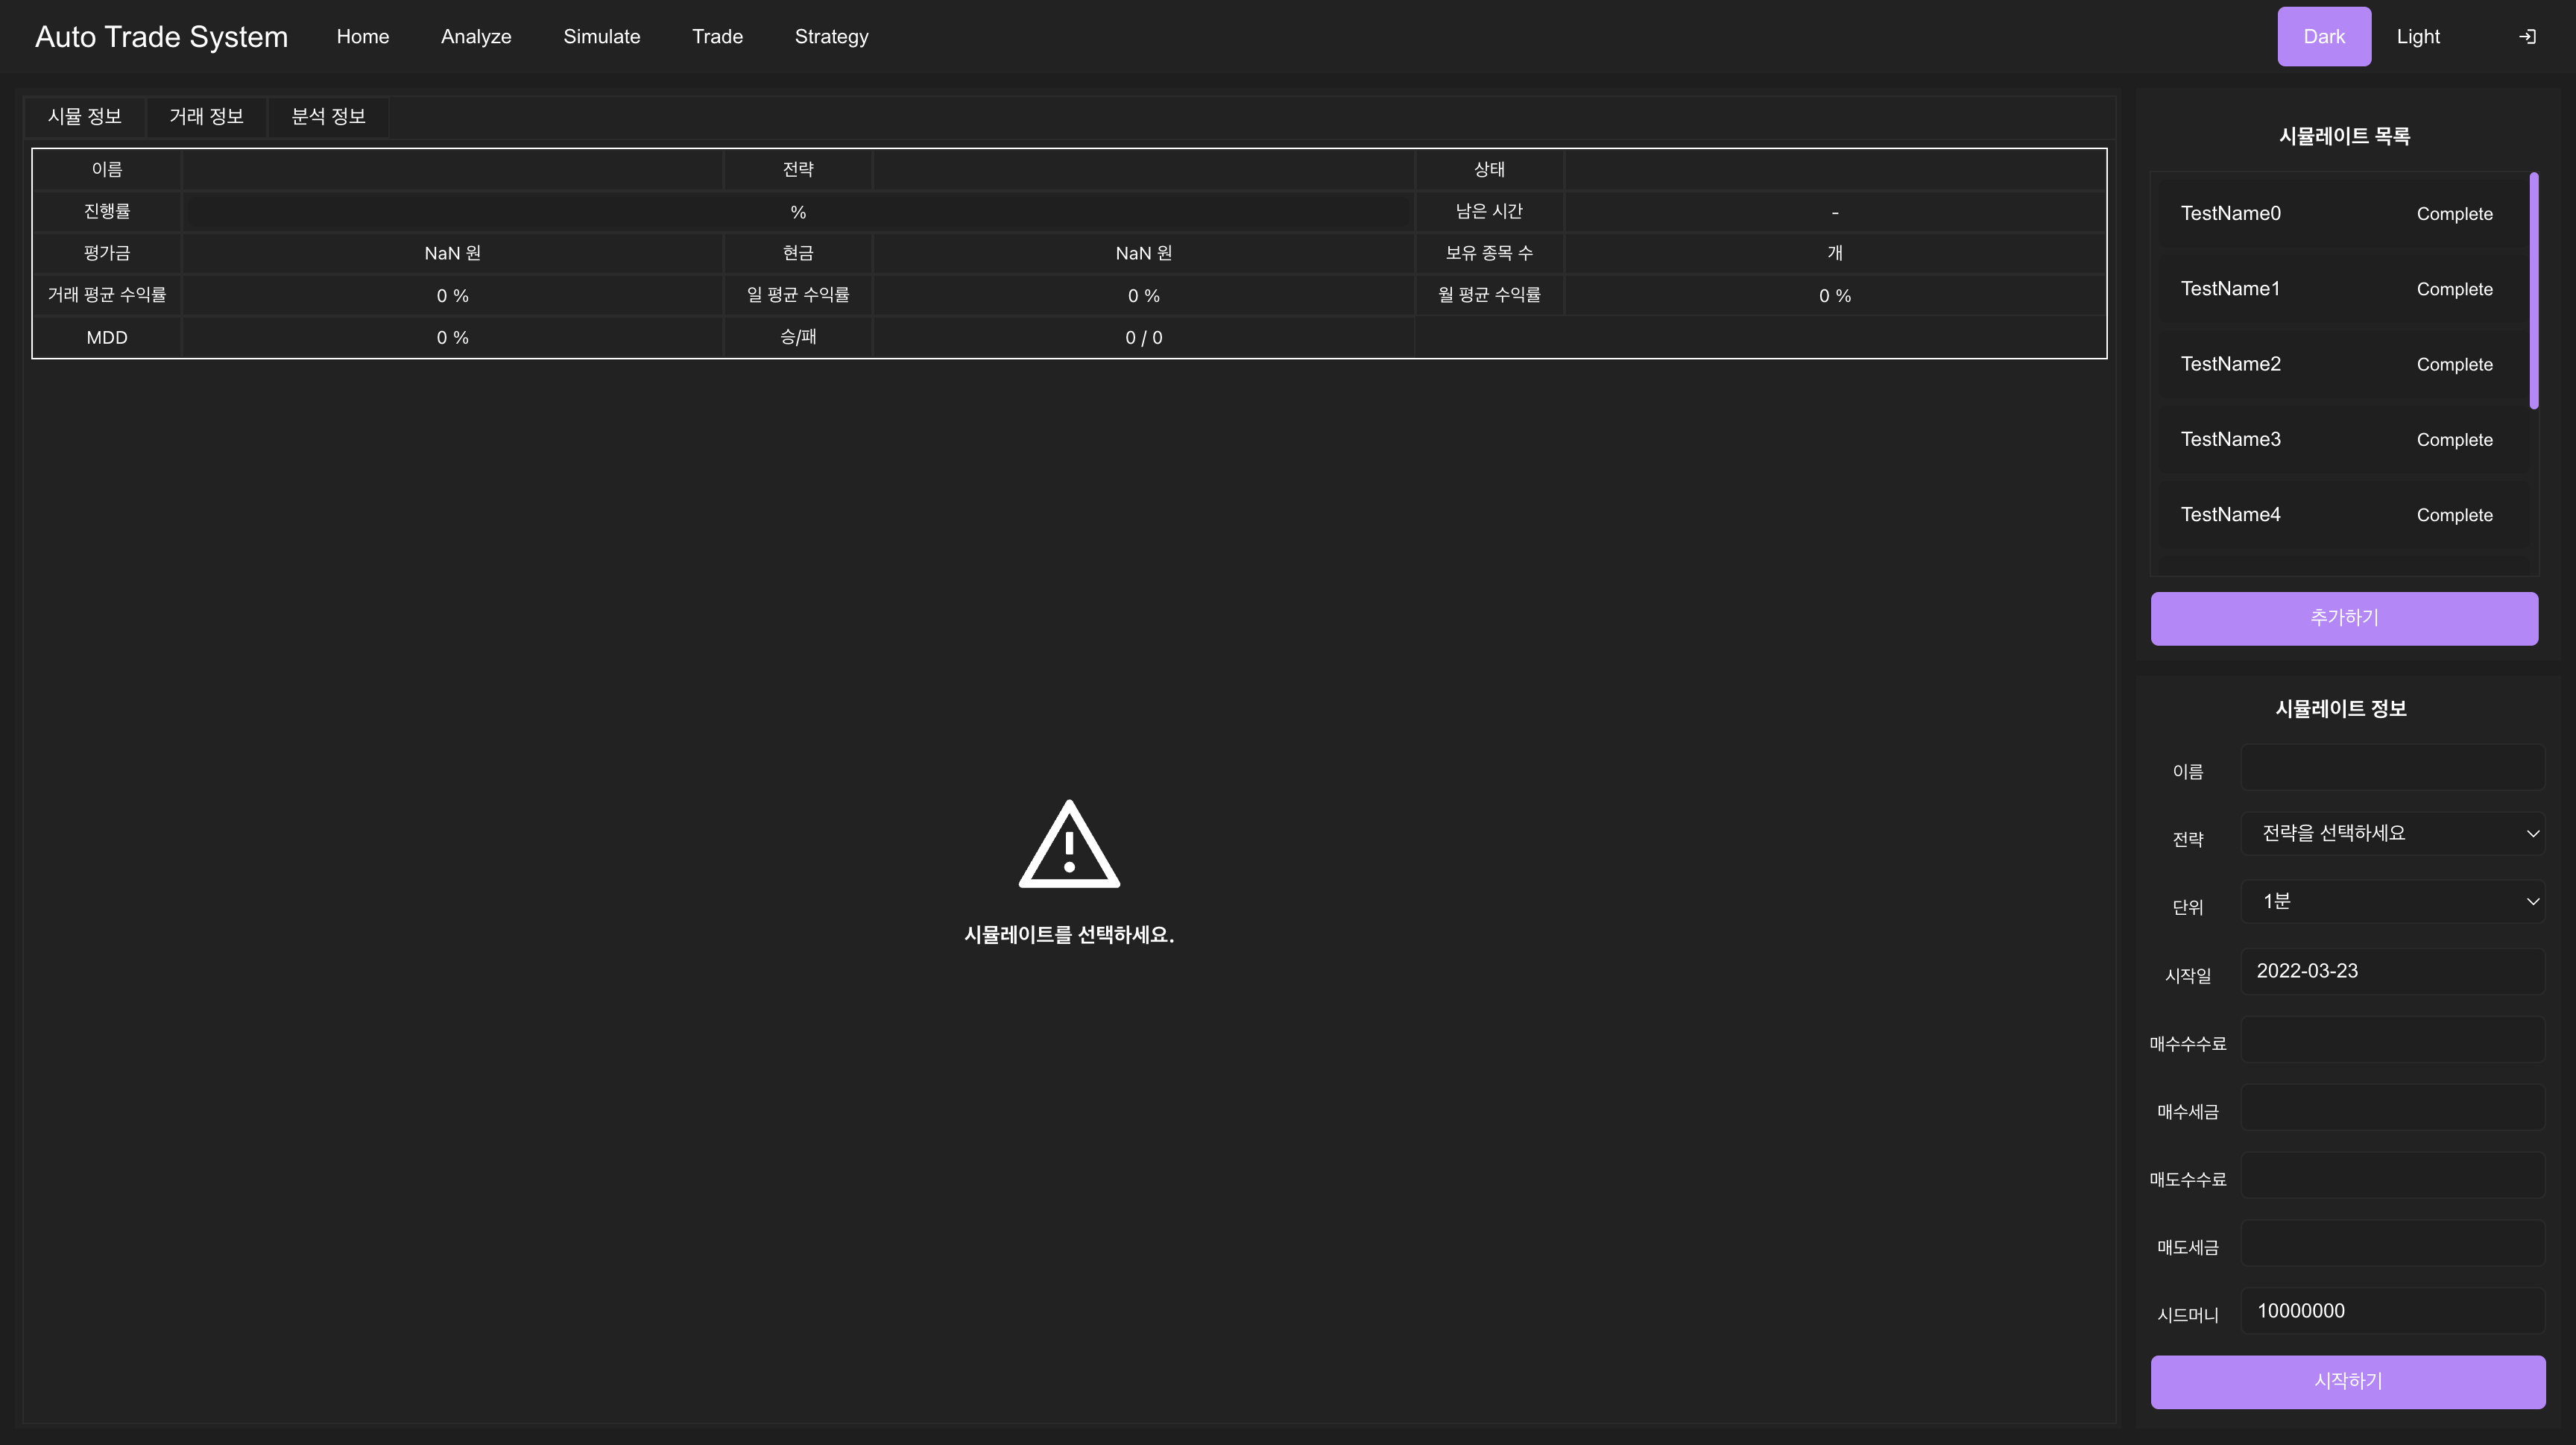 Auto Trade System Home Analyze Simulate Trade Strategy Dark Light
시뮬 정보 거래 정보 분석 정보
이름 전략 상태
진행률 % 남은 시간 -
평가금 NaN 원 현금 NaN 원 보유 종목 수 개
거래 평균 수익률 0 % 일 평균 수익률 0 % 월 평균 수익률 0 %
MDD 0 % 승/패 0 / 0
시뮬레이트를 선택하세요.
시뮬레이트 목록
TestName0 Complete
TestName1 Complete
TestName2 Complete
TestName3 Complete
TestName4 Complete
추가하기
시뮬레이트 정보
이름
전략 전략을 선택하세요
단위 1분
시작일 2022-03-23
매수수수료
매수세금
매도수수료
매도세금
시드머니 10000000
시작하기